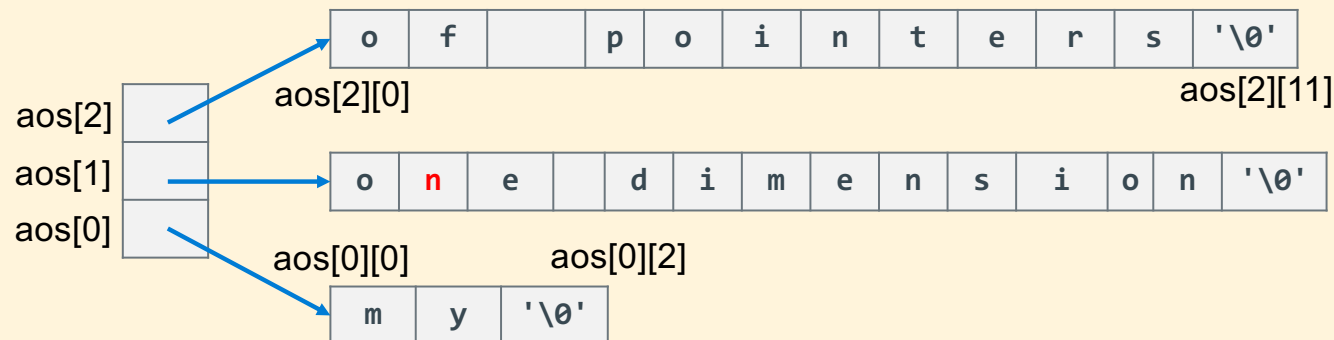 o f p o i n t e r s '\0'
aos[2][0] aos[2][11]
aos[2]
aos[1] o n e d i m e n s i o n '\0'
aos[0]
aos[0][0] aos[0][2]
m y '\0'